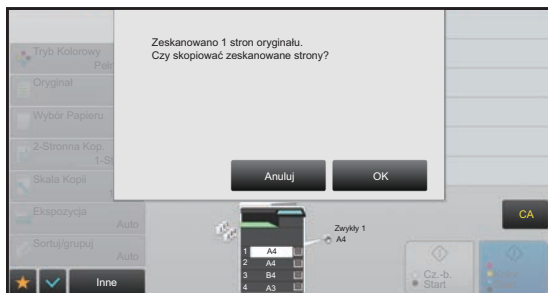 Zeskanowano 1 stron oryginału.
Czy skopiować zeskanowane strony?
Anuluj
OK
Tryb Kolorowy
Oryginał
Wybór Papieru
2-Stronna Kop.
Skala Kopii
Ekspozycja
Auto
Sortuj/grupuj
Auto
Inne
Zwykły 1
A4
1 A4
2 A4
3 B4
4 A3
CA
Cz.-b.
Start
Start